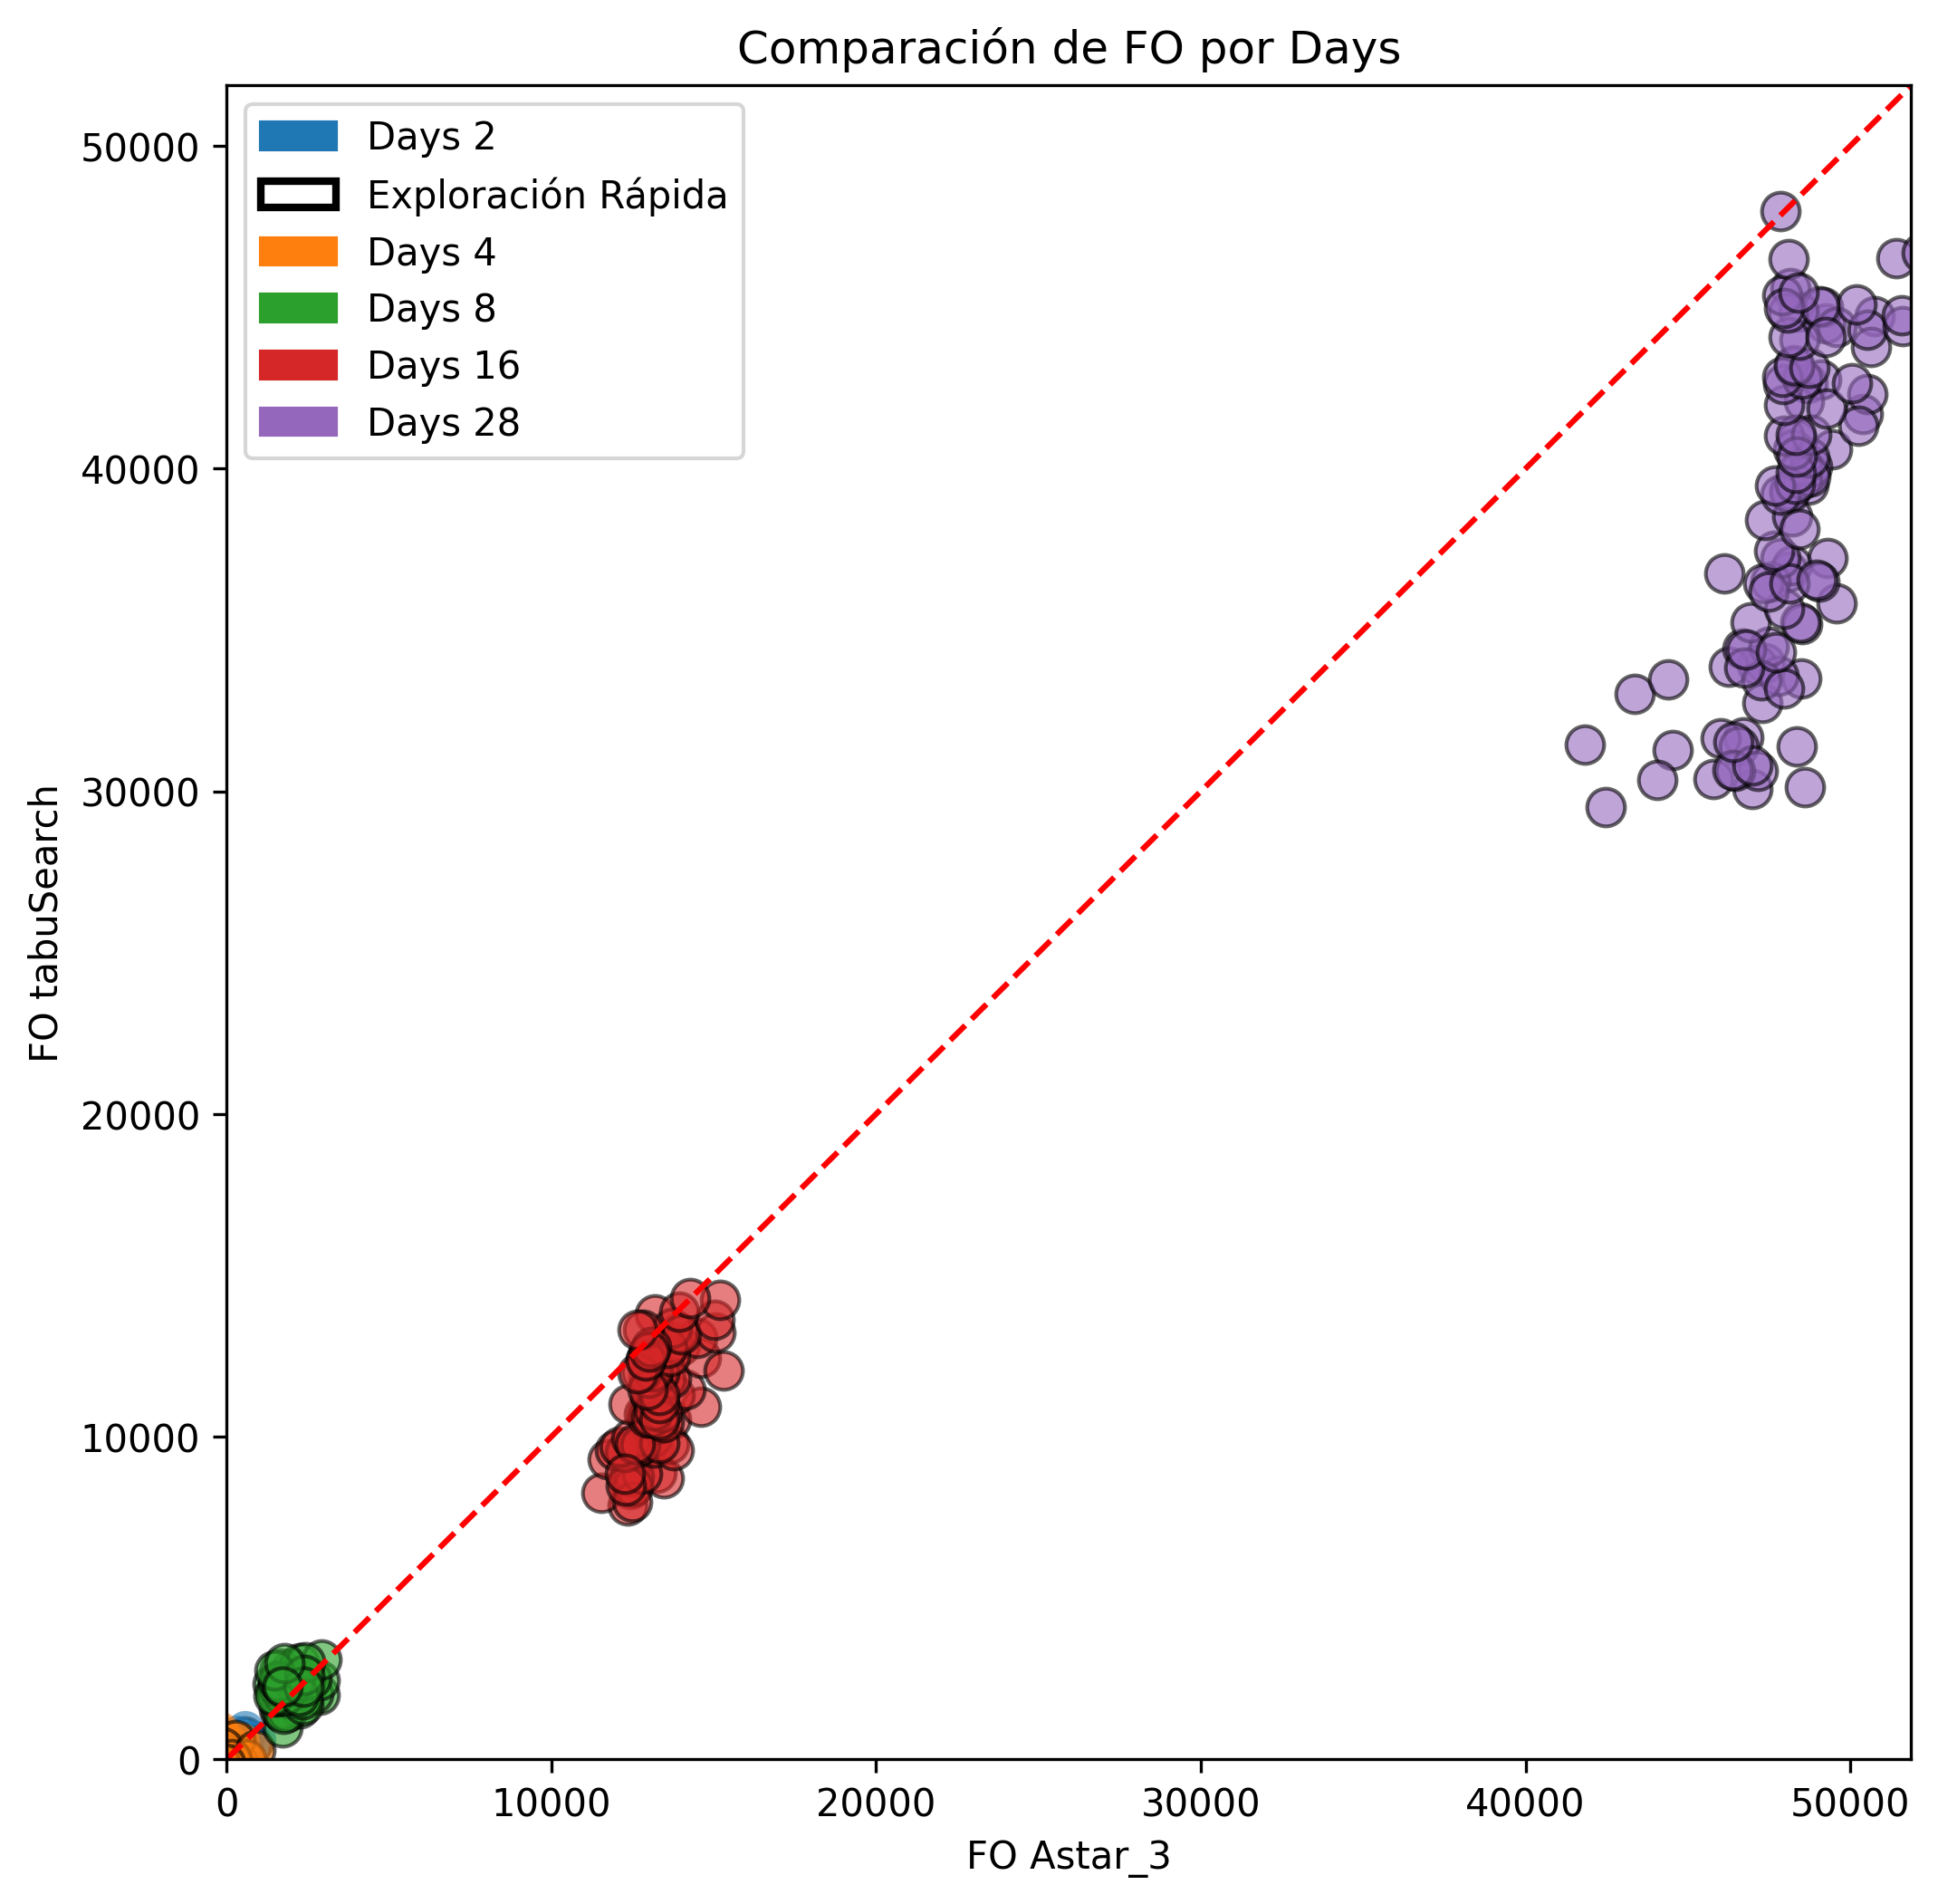 Comparación de FO por Days
Days 2
Exploración Rápida
Days 4
Days 8
Days 16
Days 28
50000
40000
30000
20000
10000
0
FO tabuSearch
0 10000 20000 30000 40000 50000
FO Astar_3